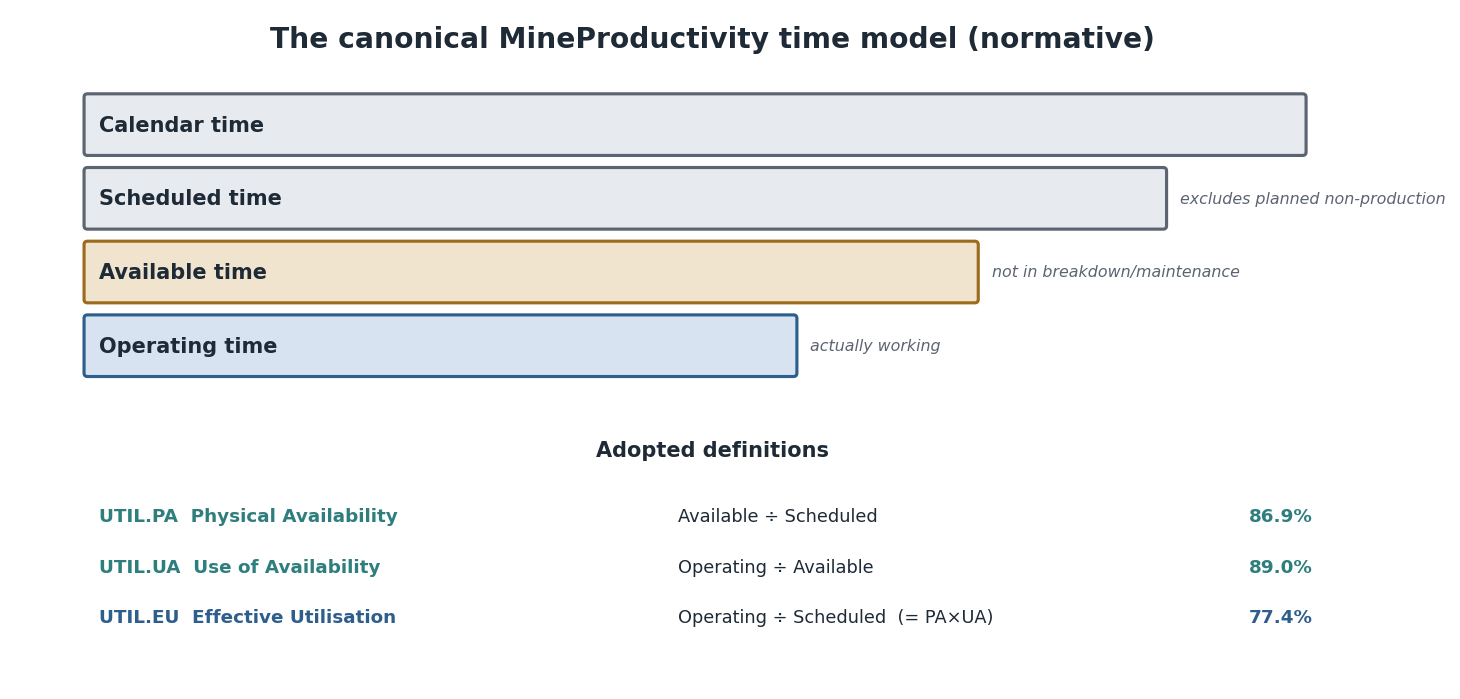 The canonical MineProductivity time model (normative)
Calendar time
Scheduled time excludes planned non-production
Available time not in breakdown/maintenance
Operating time actually working
Adopted definitions
UTIL.PA Physical Availability Available ÷ Scheduled 86.9%
UTIL.UA Use of Availability Operating ÷ Available 89.0%
UTIL.EU Effective Utilisation Operating ÷ Scheduled (= PA×UA) 77.4%